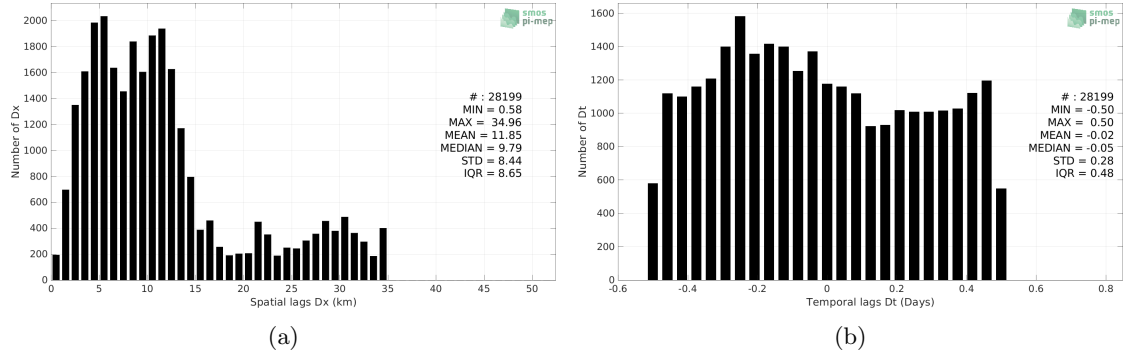 smos
pi-mep
Number of Dx
2000
1800
1600
1400
1200
1000
800
600
400
200
0
# : 28199
MIN = 0.58
MAX = 34.96
MEAN = 11.85
MEDIAN = 9.79
STD = 8.44
IQR = 8.65
0 5 10 15 20 25 30 35 40 45 50
Spatial lags Dx (km)
(a)
smos
pi-mep
Number of Dt
1600
1400
1200
1000
800
600
400
200
0
# : 28199
MIN = -0.50
MAX = 0.50
MEAN = -0.02
MEDIAN = -0.05
STD = 0.28
IQR = 0.48
-0.6 -0.4 -0.2 0 0.2 0.4 0.6 0.8
Temporal lags Dt (Days)
(b)